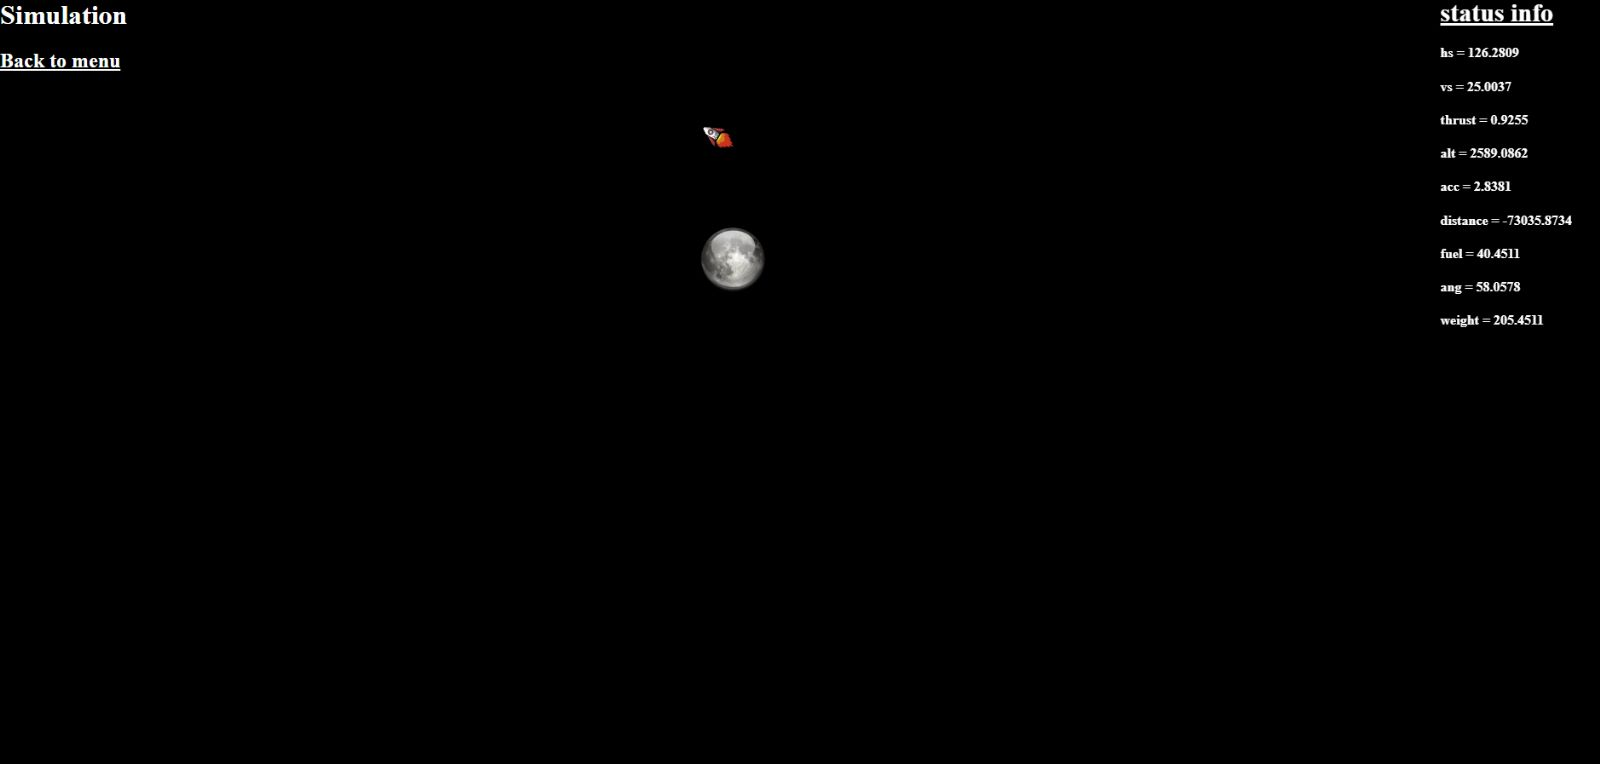 Simulation
Back to menu
status info
hs = 126.2809
vs = 25.0037
thrust = 0.9255
alt = 2589.0862
acc = 2.8381
distance = -73035.8734
fuel = 40.4511
ang = 58.0578
weight = 205.4511